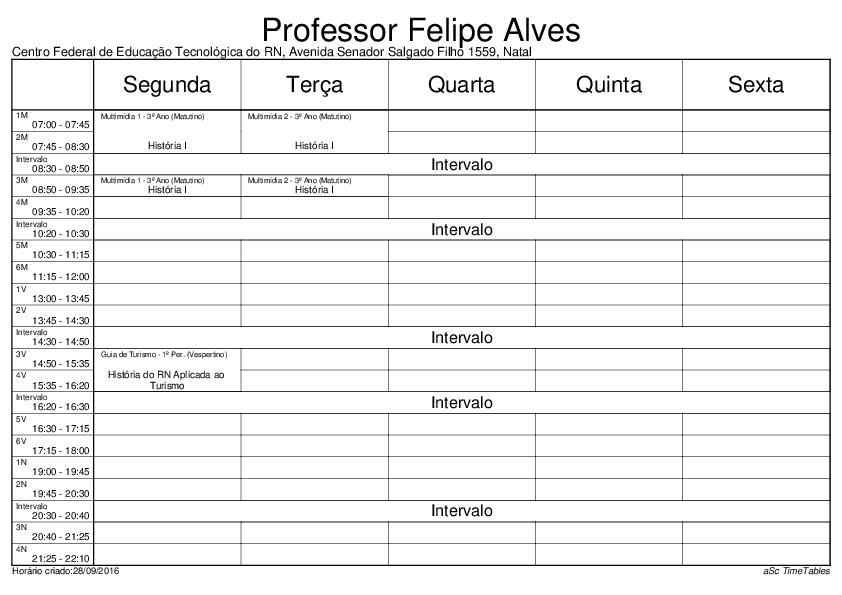 Professor Felipe Alves
Centro Federal de Educação Tecnológica do RN, Avenida Senador Salgado Filho 1559, Natal
Segunda Terça Quarta Quinta Sexta
1M
07:00 - 07:45
Multimídia 1 - 3º Ano (Matutino) Multimídia 2 - 3º Ano (Matutino)
2M
07:45 - 08:30
História I História I
Intervalo
08:30 - 08:50
Intervalo
3M
08:50 - 09:35
Multimídia 1 - 3º Ano (Matutino) Multimídia 2 - 3º Ano (Matutino)
História I História I
4M
09:35 - 10:20
Intervalo
10:20 - 10:30
Intervalo
5M
10:30 - 11:15
6M
11:15 - 12:00
1V
13:00 - 13:45
2V
13:45 - 14:30
Intervalo
14:30 - 14:50
Intervalo
3V
14:50 - 15:35
Guia de Turismo - 1º Per. (Vespertino)
4V
15:35 - 16:20
História do RN Aplicada ao
Turismo
Intervalo
16:20 - 16:30
Intervalo
5V
16:30 - 17:15
6V
17:15 - 18:00
1N
19:00 - 19:45
2N
19:45 - 20:30
Intervalo
20:30 - 20:40
Intervalo
3N
20:40 - 21:25
4N
21:25 - 22:10
Horário criado:28/09/2016 aSc TimeTables